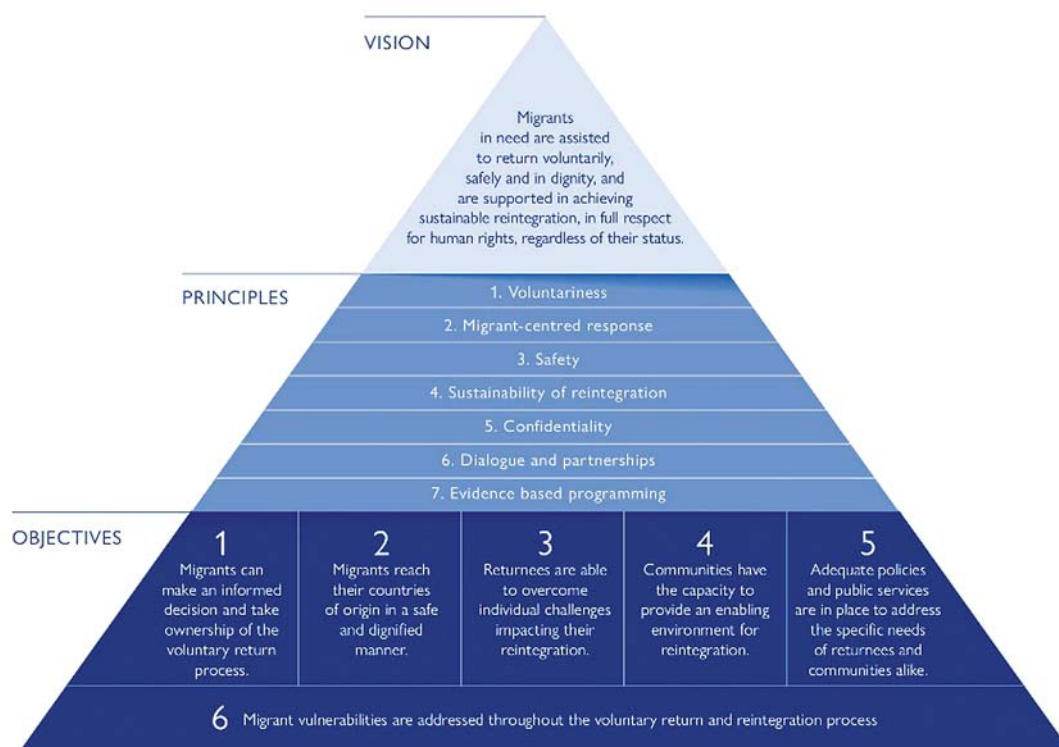 VISION
Migrants
in need are assisted
to return voluntarily,
safely and in dignity, and
are supported in achieving
sustainable reintegration, in full respect
for human rights, regardless of their status.
PRINCIPLES
1. Voluntariness
2. Migrant-centred response
3. Safety
4. Sustainability of reintegration
5. Confidentiality
6. Dialogue and partnerships
7. Evidence based programming
OBJECTIVES
1
Migrants can
make an informed
decision and take
ownership of the
voluntary return
process.
2
Migrants reach
their countries
of origin in a safe
and dignified
manner.
3
Returnees are able
to overcome
individual challenges
impacting their
reintegration.
4
Communities have
the capacity to
provide an enabling
environment for
reintegration.
5
Adequate policies
and public services
are in place to address
the specific needs
of returnees and
communities alike.
6 Migrant vulnerabilities are addressed throughout the voluntary return and reintegration process